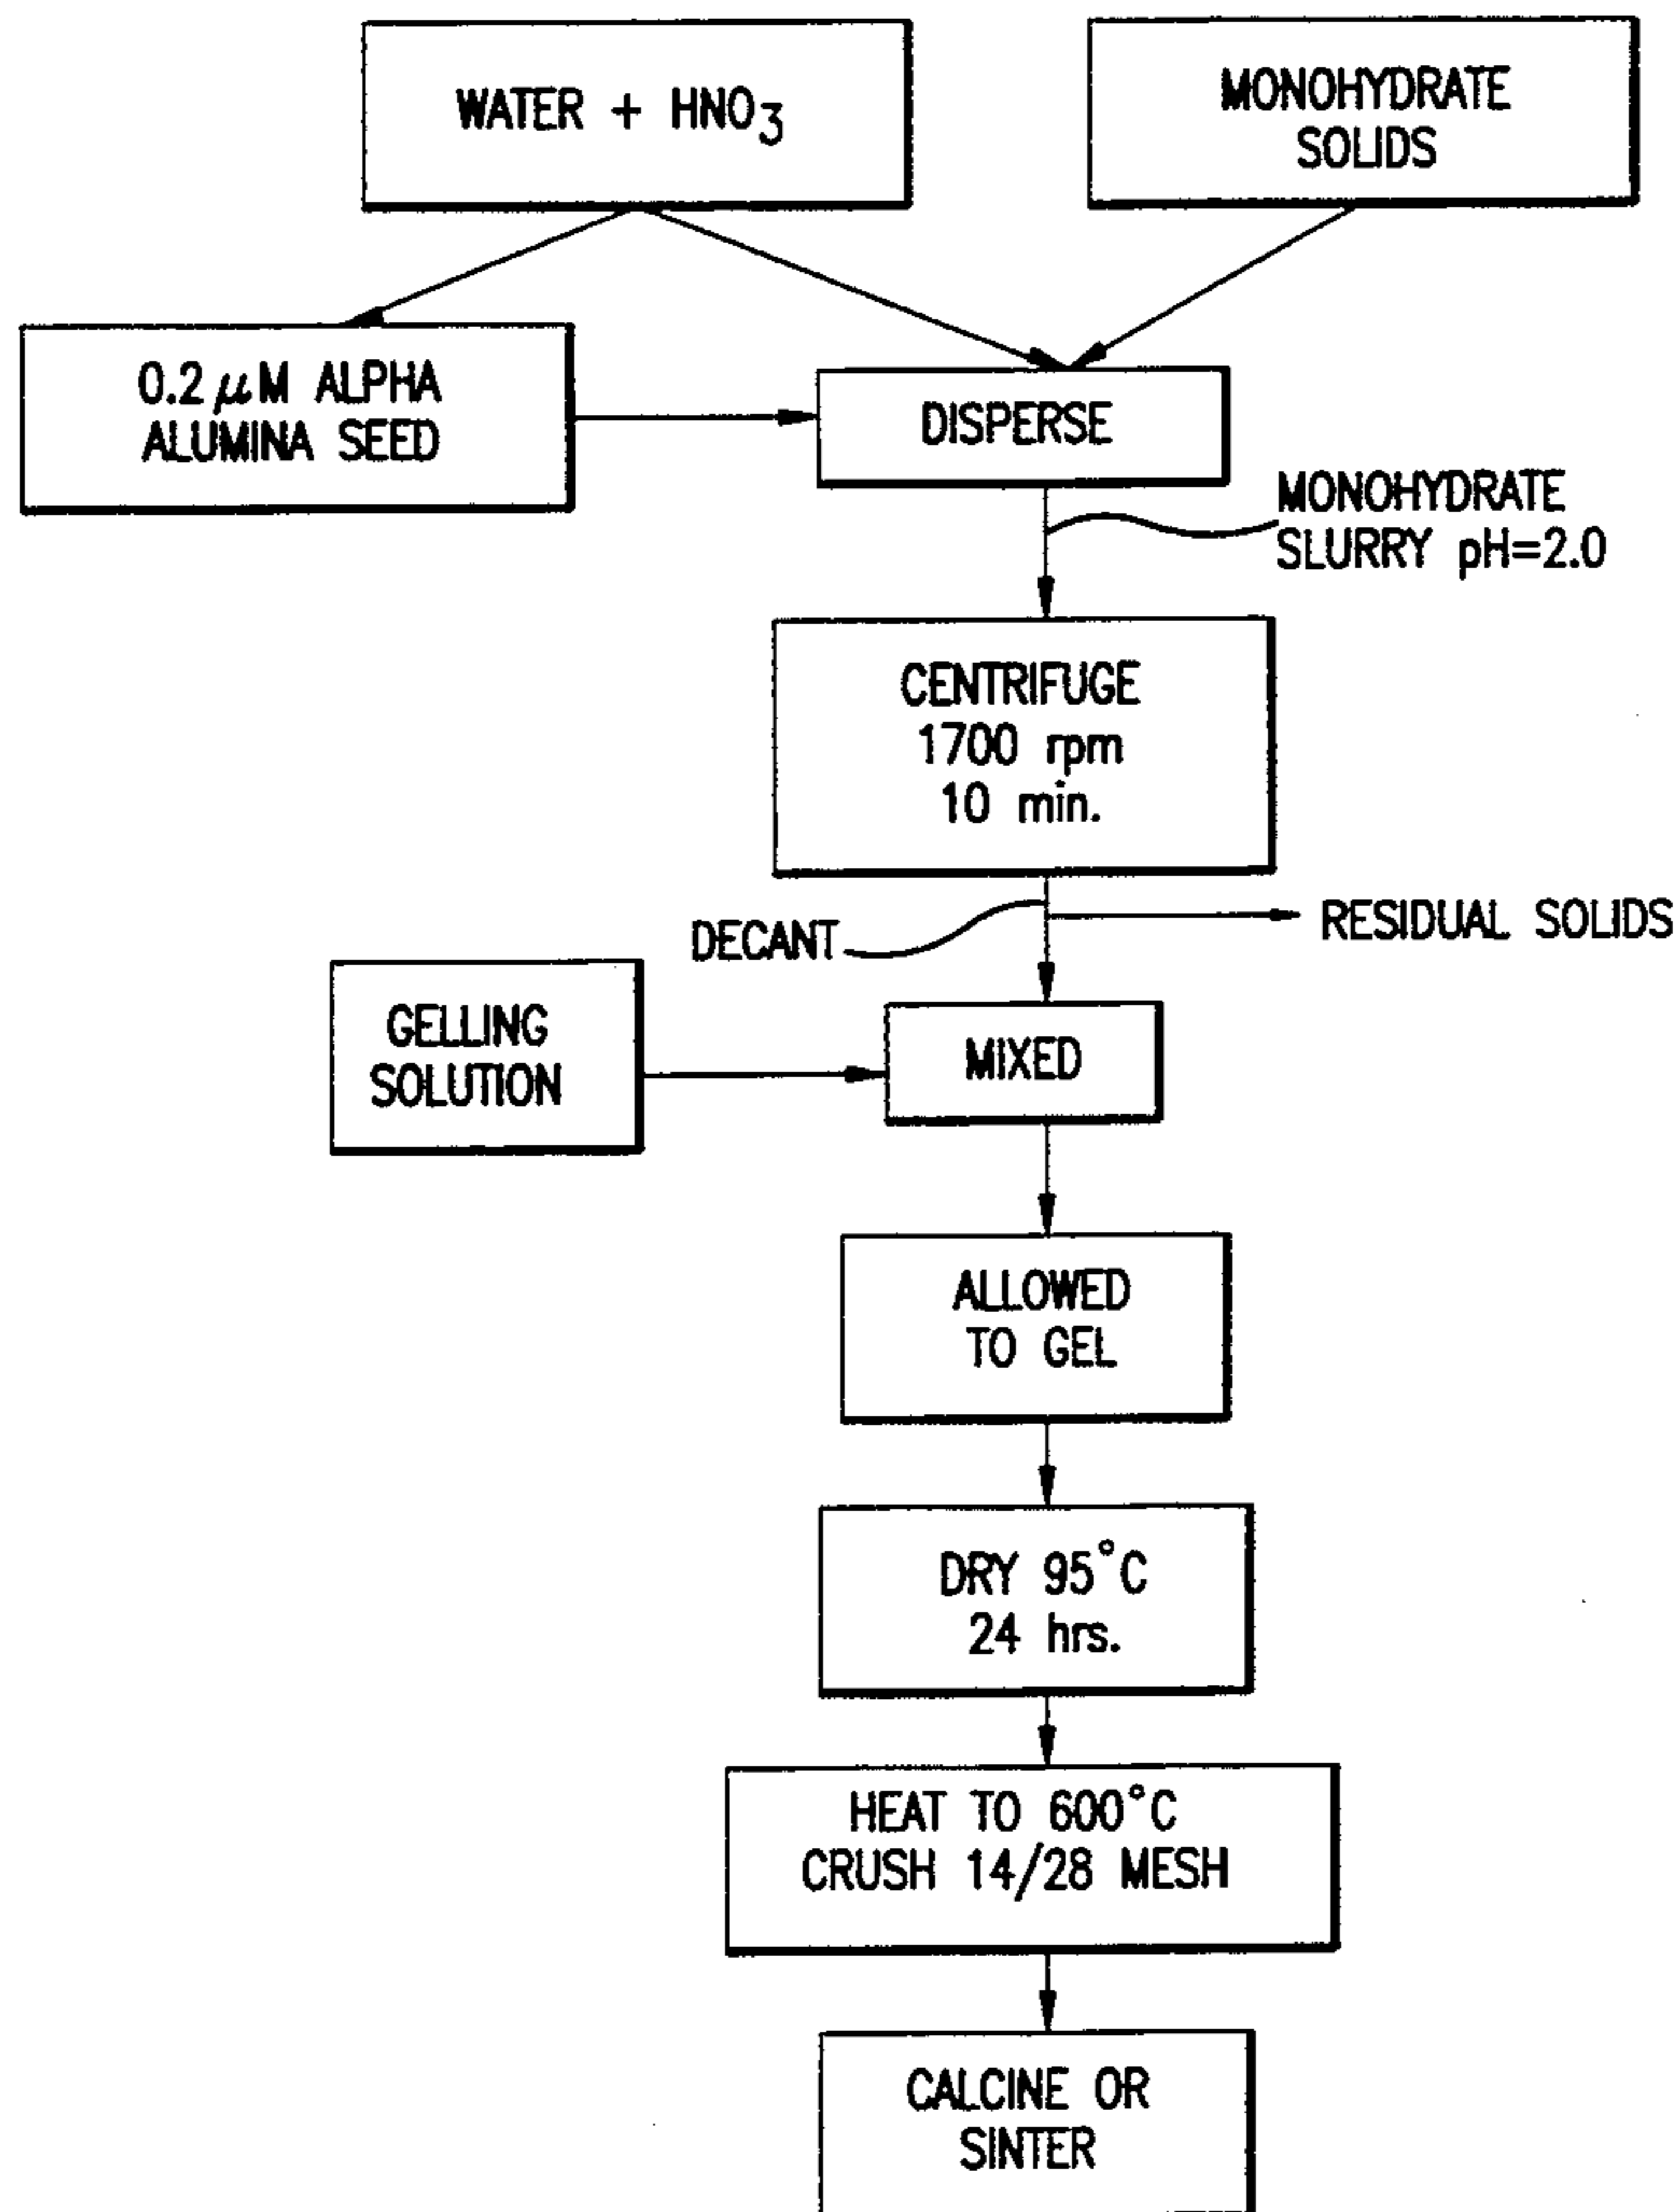 WATER + HNO3
MONOHYDRATE
SOLIDS
0.2 μM ALPHA
ALUMINA SEED
DISPERSE
MONOHYDRATE
SLURRY pH=2.0
CENTRIFUGE
1700 rpm
10 min.
DECANT
RESIDUAL SOLIDS
GELLING
SOLUTION
MIXED
ALLOWED
TO GEL
DRY 95°C
24 hrs.
HEAT TO 600°C
CRUSH 14/28 MESH
CALCINE OR
SINTER